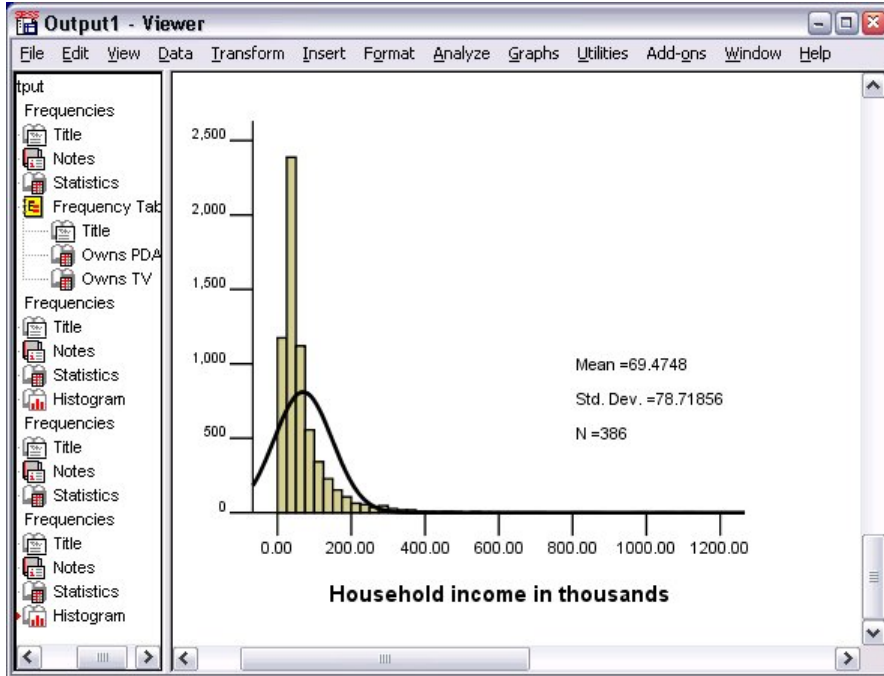 Output1 - Viewer
File Edit View Data Transform Insert Format Analyze Graphs Utilities Add-ons Window Help
tput
Frequencies
Title
Notes
Statistics
Frequency Tab
Title
Owns PDA
Owns TV
Frequencies
Title
Notes
Statistics
Histogram
Frequencies
Title
Notes
Statistics
Frequencies
Title
Notes
Statistics
Histogram
2,500
2,000
1,500
1,000
500
0
Mean =69.4748
Std. Dev. =78.71856
N =386
0.00 200.00 400.00 600.00 800.00 1000.00 1200.00
Household income in thousands